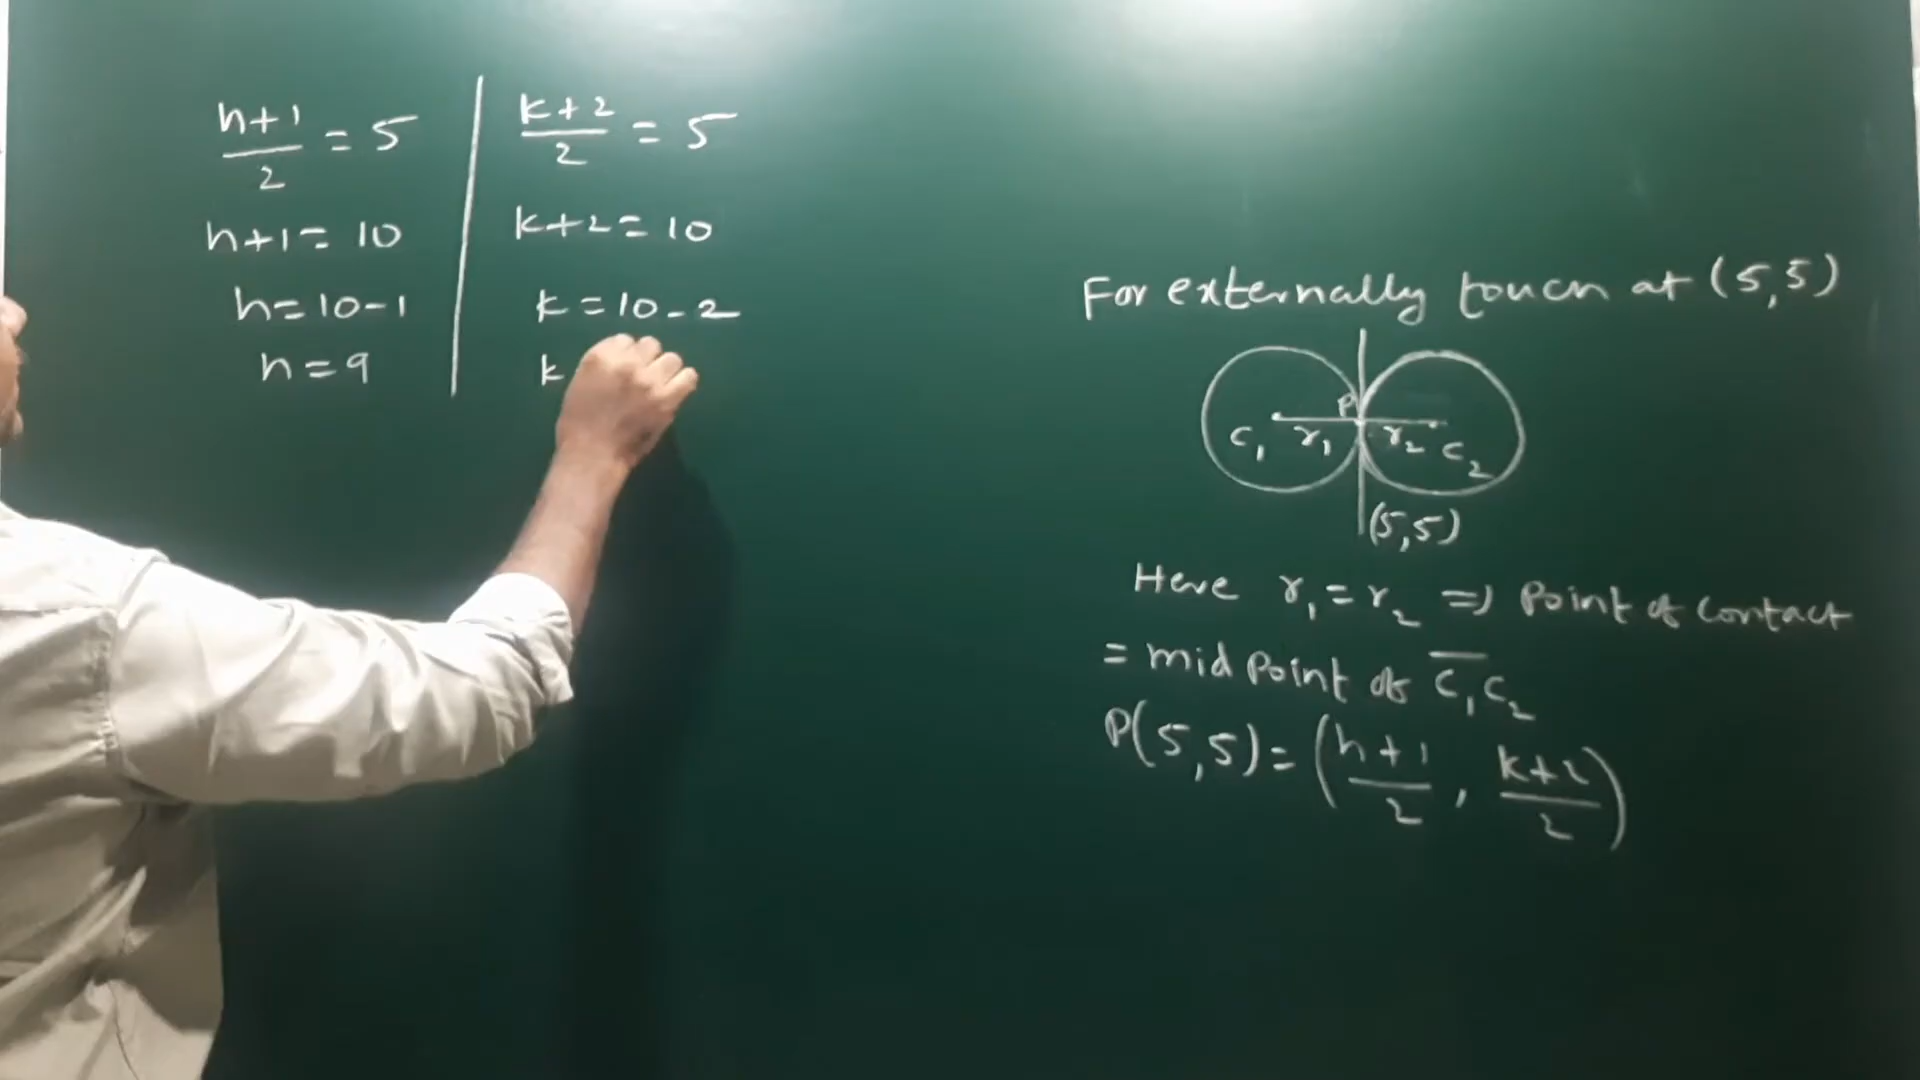 h+1/2 = 5
h+1 = 10
h = 10-1
h = 9
k+2/2 = 5
k+2 = 10
k = 10-2
k
For externally touch at (5,5)
P
C1 r1 r2 C2
(5,5)
Here r1 = r2 => Point of contact
= mid Point of C1C2
P(5,5) = (h+1/2, k+2/2)